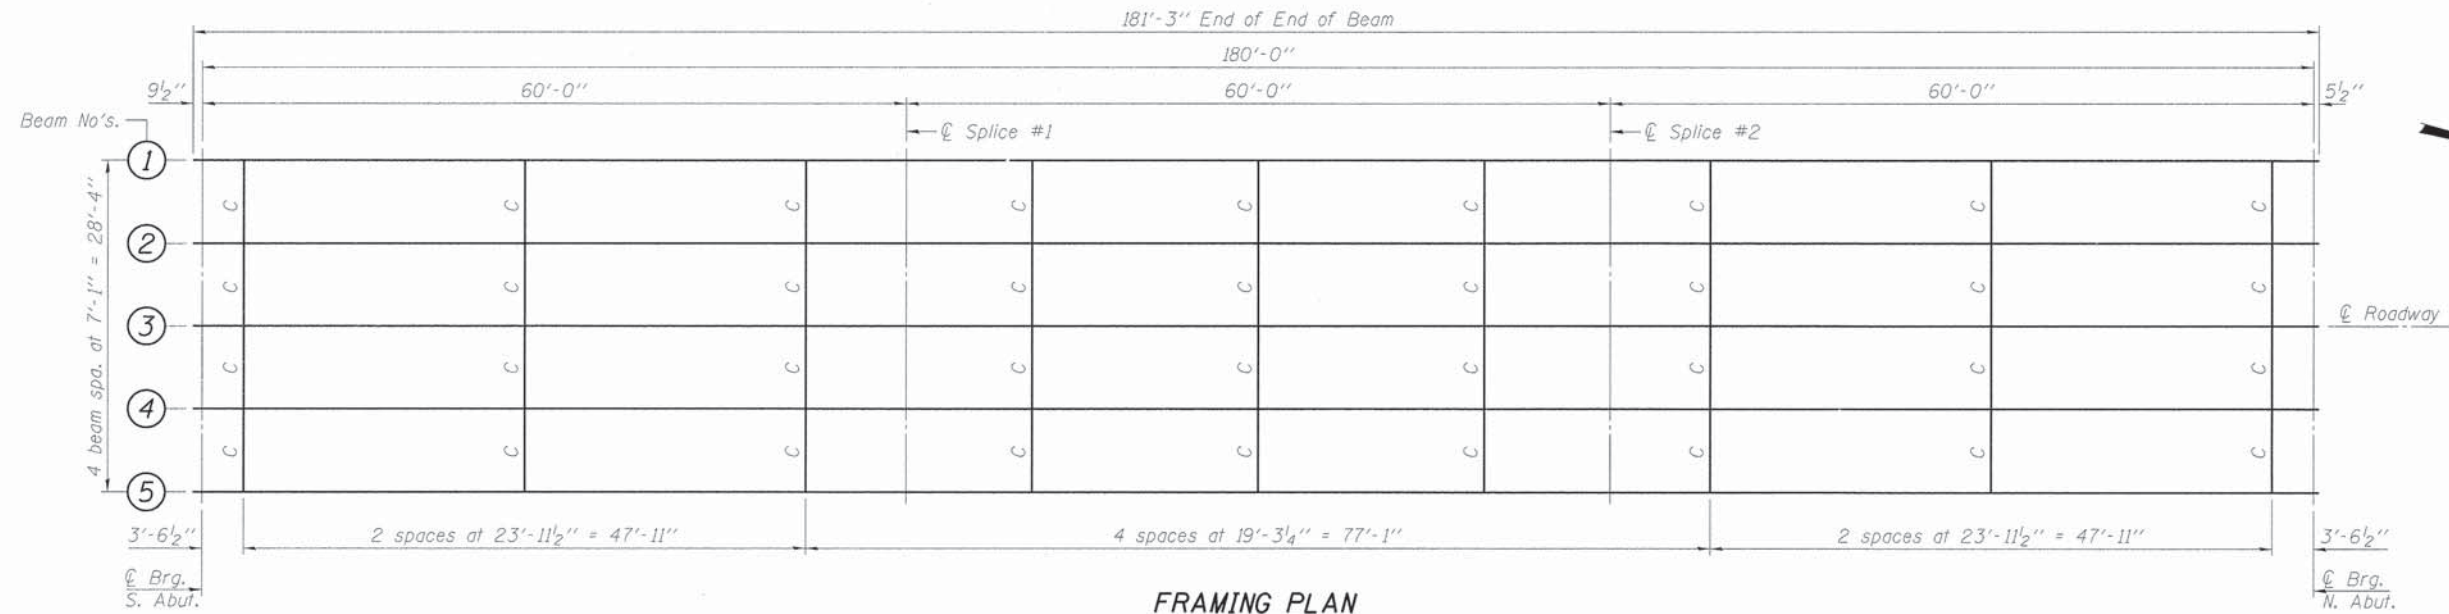 181'-3" End of End of Beam
180'-0"
9½" 60'-0" 60'-0" 60'-0" 5½"
Beam No's.
℄ Splice #1
℄ Splice #2
1
2
3
4
5
4 beam spa. at 7'-1" = 28'-4"
C C C C C C C C C
C C C C C C C C C
℄ Roadway
C C C C C C C C C
C C C C C C C C C
3'-6½" 2 spaces at 23'-11½" = 47'-11" 4 spaces at 19'-3¼" = 77'-1" 2 spaces at 23'-11½" = 47'-11" 3'-6½"
℄ Brg.
S. Abut.
℄ Brg.
N. Abut.
FRAMING PLAN